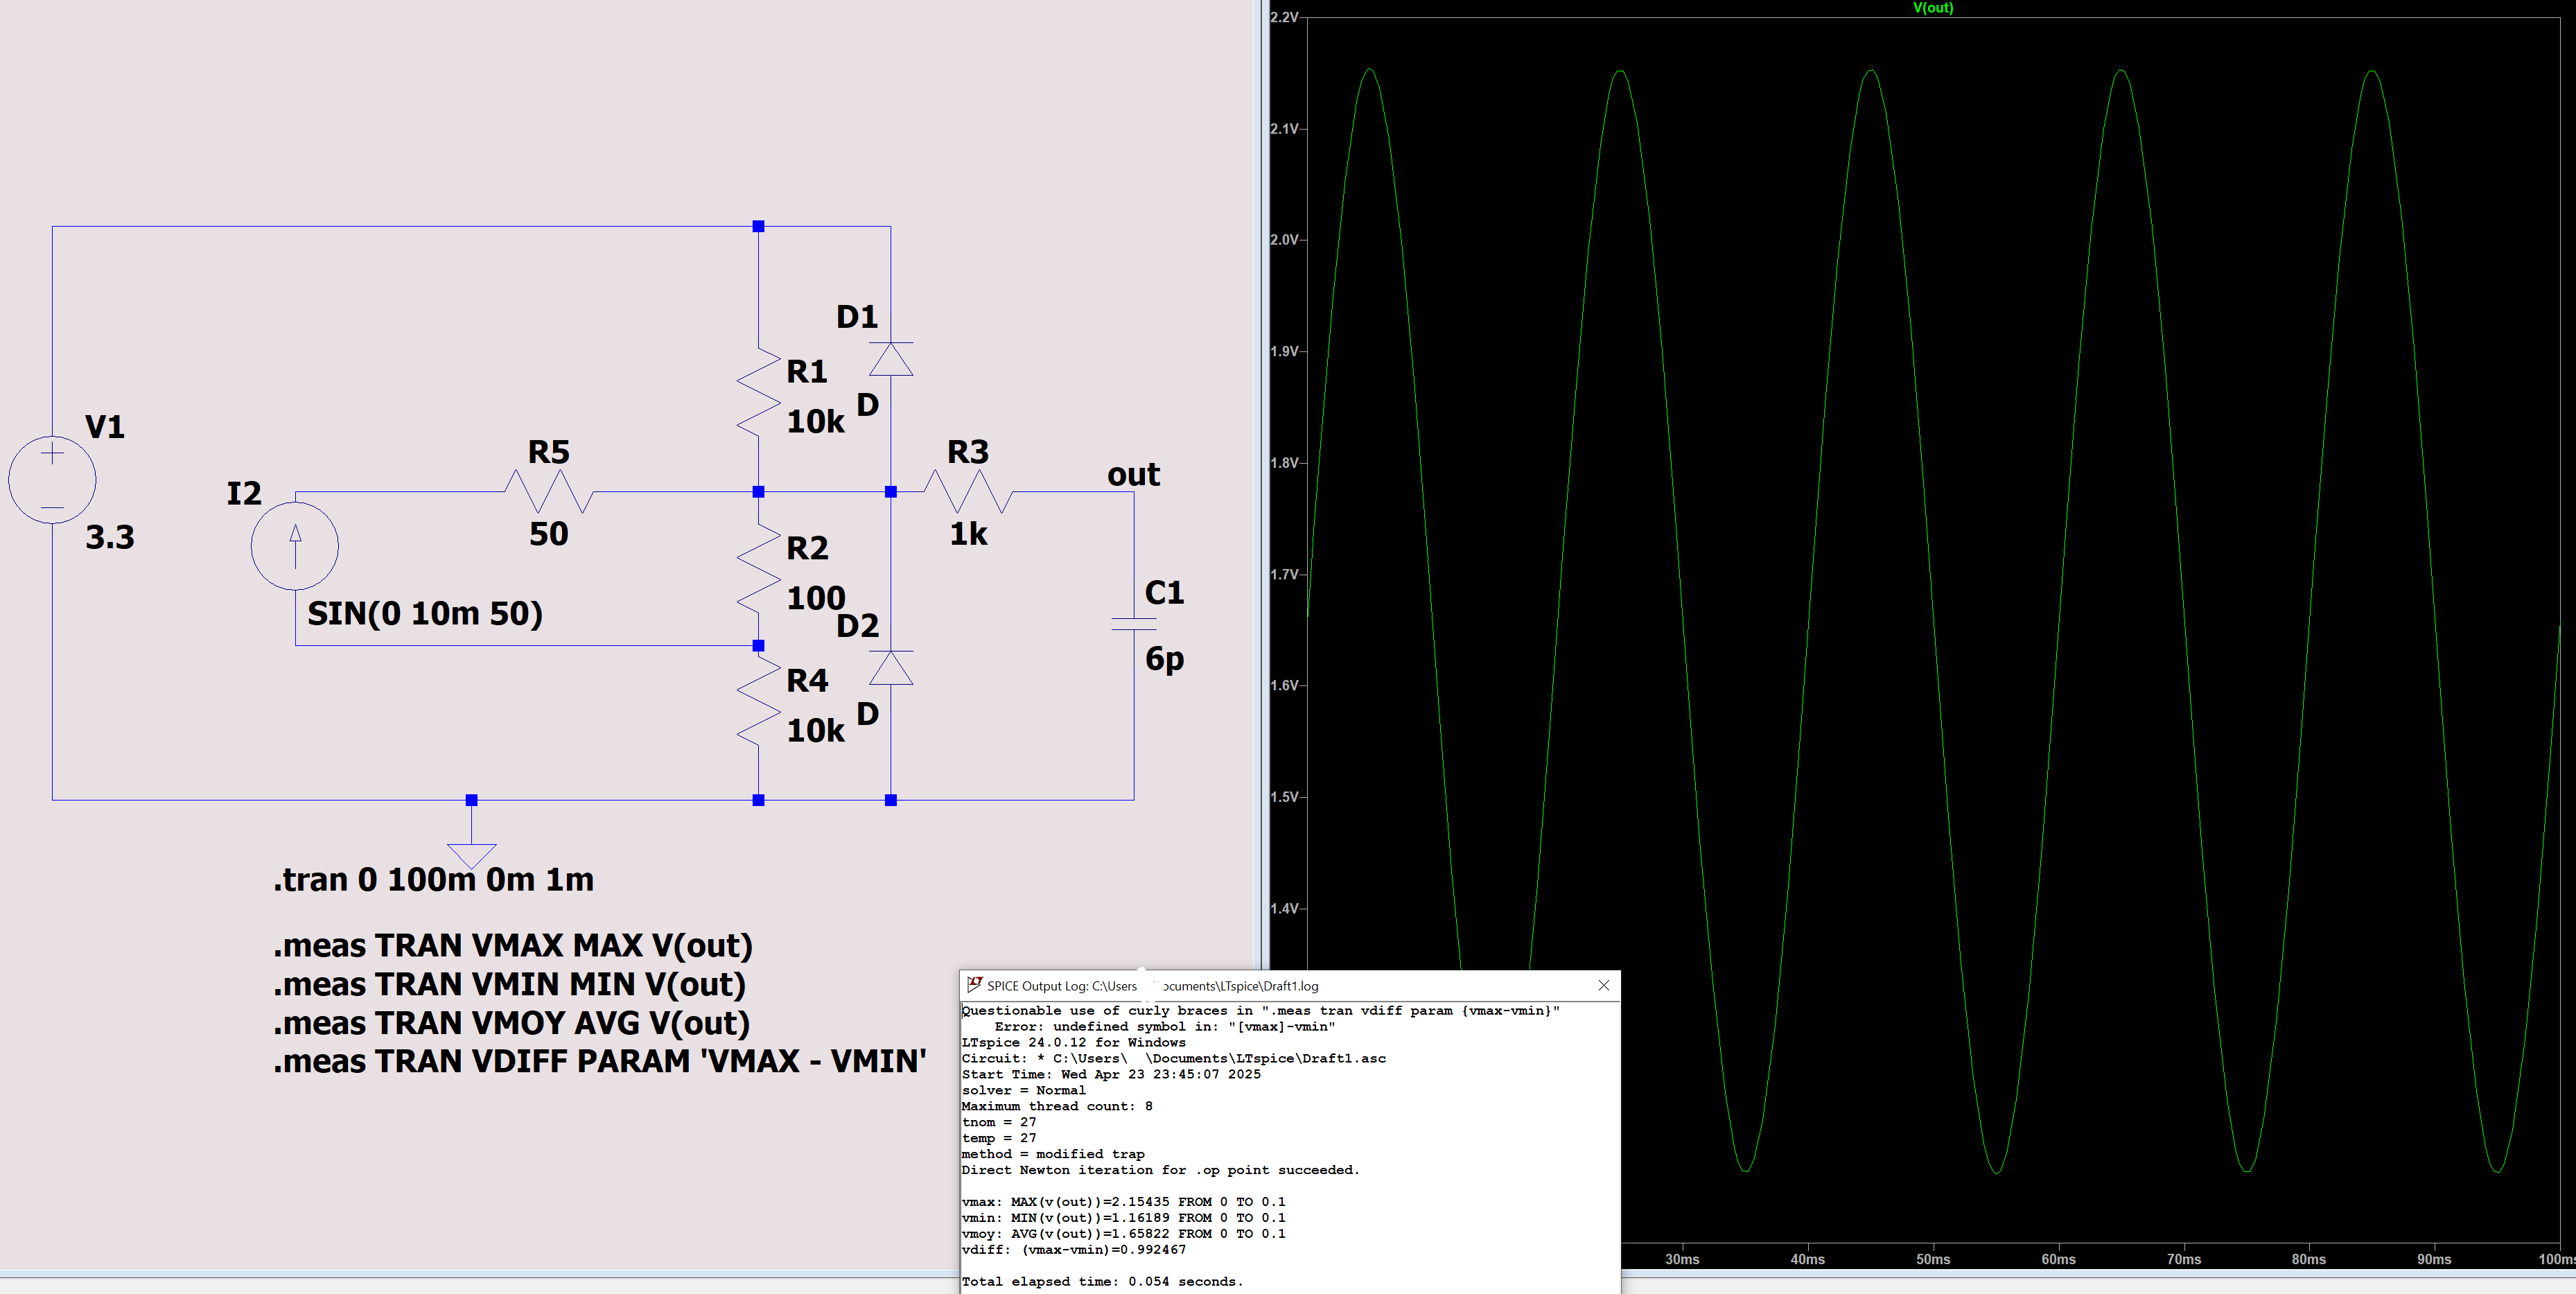 V1
3.3
I2
SIN(0 10m 50)
R5
50
R1
10k
D1
D
R2
100
D2
D
R4
10k
R3
1k
out
C1
6p
.tran 0 100m 0m 1m
.meas TRAN VMAX MAX V(out)
.meas TRAN VMIN MIN V(out)
.meas TRAN VMOY AVG V(out)
.meas TRAN VDIFF PARAM 'VMAX - VMIN'
V(out)
2.2V
2.1V
2.0V
1.9V
1.8V
1.7V
1.6V
1.5V
1.4V
30ms
40ms
50ms
60ms
70ms
80ms
90ms
100ms
SPICE Output Log: C:\Users ocuments\LTspice\Draft1.log
Questionable use of curly braces in ".meas tran vdiff param {vmax-vmin}"
Error: undefined symbol in: "[vmax]-vmin"
LTspice 24.0.12 for Windows
Circuit: * C:\Users\ \Documents\LTspice\Draft1.asc
Start Time: Wed Apr 23 23:45:07 2025
solver = Normal
Maximum thread count: 8
tnom = 27
temp = 27
method = modified trap
Direct Newton iteration for .op point succeeded.
vmax: MAX(v(out))=2.15435 FROM 0 TO 0.1
vmin: MIN(v(out))=1.16189 FROM 0 TO 0.1
vmoy: AVG(v(out))=1.65822 FROM 0 TO 0.1
vdiff: (vmax-vmin)=0.992467
Total elapsed time: 0.054 seconds.